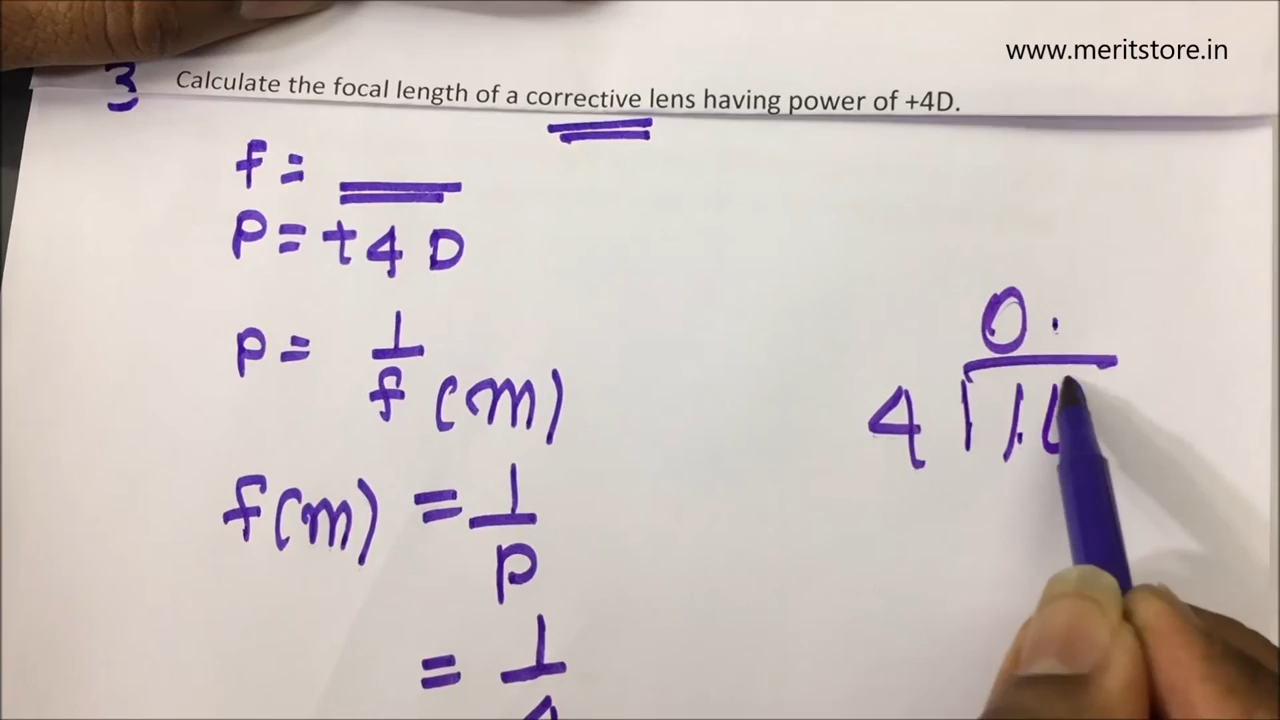 www.meritstore.in
3 Calculate the focal length of a corrective lens having power of +4D.
f =
P = +4 D
P = 1/f (m)
f(m) = 1/P
= 1/4
0.
4 1